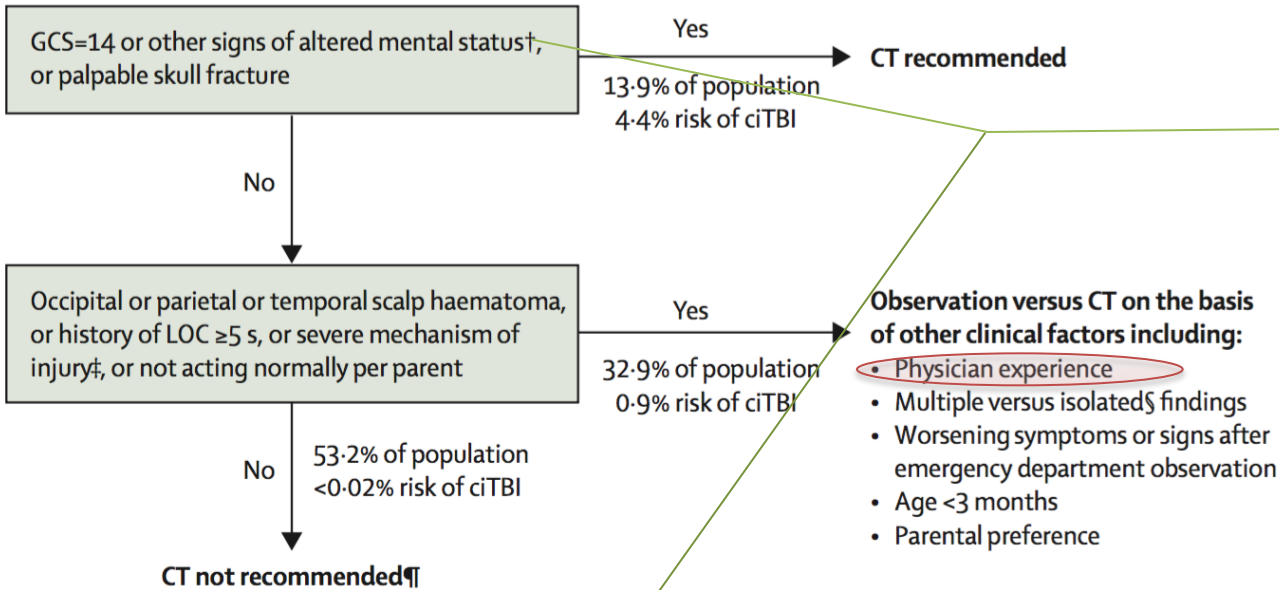 GCS=14 or other signs of altered mental status†,
or palpable skull fracture
Yes
13·9% of population
4·4% risk of ciTBI
CT recommended
No
Occipital or parietal or temporal scalp haematoma,
or history of LOC ≥5 s, or severe mechanism of
injury‡, or not acting normally per parent
Yes
32·9% of population
0·9% risk of ciTBI
Observation versus CT on the basis
of other clinical factors including:
• Physician experience
• Multiple versus isolated§ findings
• Worsening symptoms or signs after
emergency department observation
• Age <3 months
• Parental preference
No
53·2% of population
<0·02% risk of ciTBI
CT not recommended¶